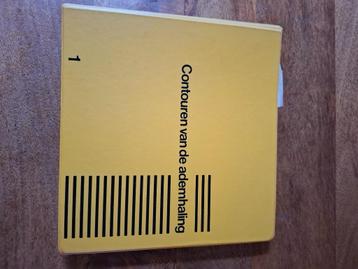 Contouren van de ademhaling
1